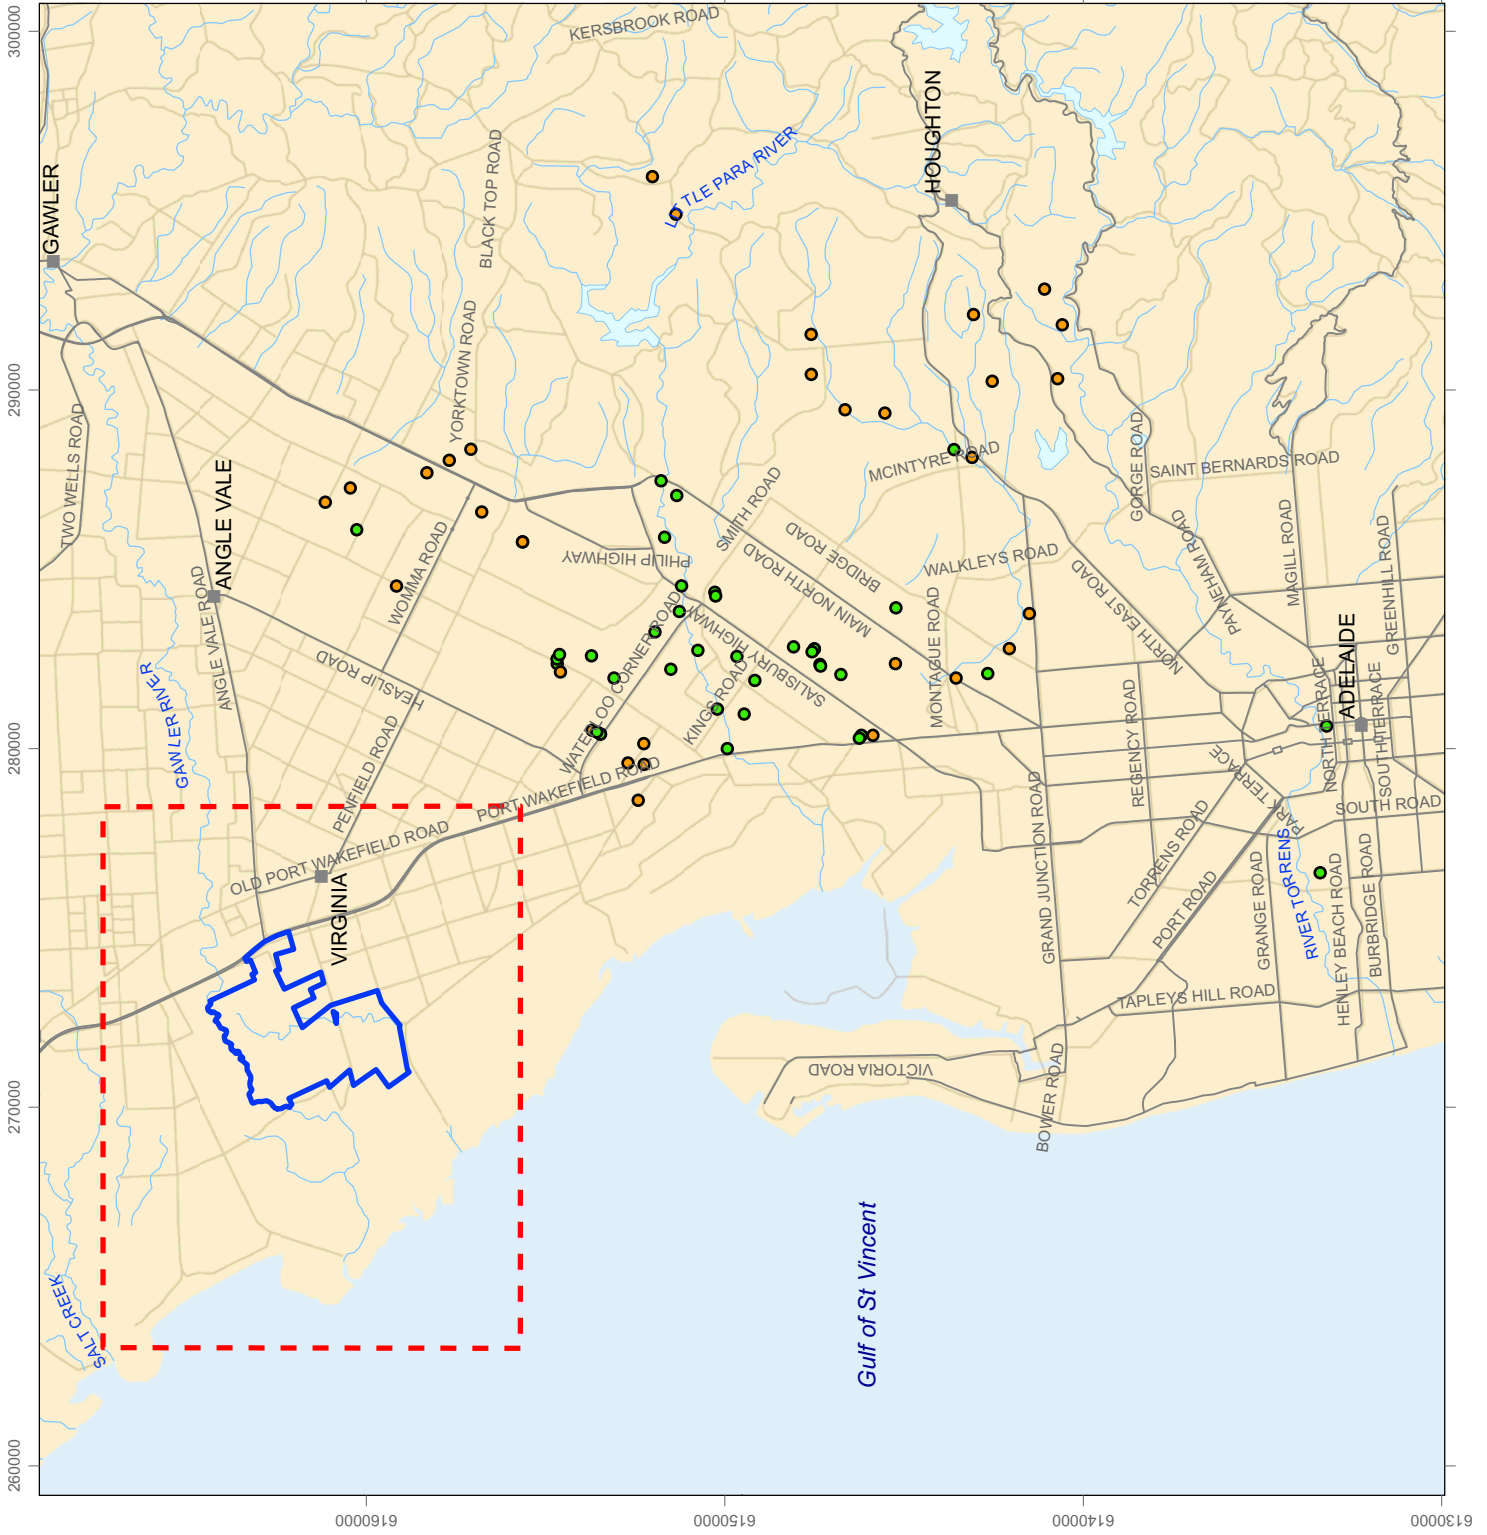 300000
290000
280000
270000
260000
6160000
6150000
6140000
6130000
KERSBROOK ROAD
GAWLER
HOUGHTON
BLACK TOP ROAD
TLE PARA RIVER
YORKTOWN ROAD
TWO WELLS ROAD
ANGLE VALE
ANGLE VALE ROAD
GAWLER RIVER
WOMMA ROAD
HEASLIP ROAD
PENFIELD ROAD
PHILIP HIGHWAY
SMITH ROAD
BRIDGE ROAD
MAIN NORTH ROAD
SALISBURY HIGHWAY
WATERLOO CORNER ROAD
KINGS ROAD
MCINTYRE ROAD
WALKLEYS ROAD
MONTAGUE ROAD
GORGE ROAD
SAINT BERNARDS ROAD
NORTH EAST ROAD
PAYNEHAM ROAD
MAGILL ROAD
GREENHILL ROAD
ADELAIDE
NORTH TERRACE
SOUTH TERRACE
PARK TERRACE
REGENCY ROAD
SOUTH ROAD
PORT WAKEFIELD ROAD
OLD PORT WAKEFIELD ROAD
VIRGINIA
GRAND JUNCTION ROAD
TORRENS ROAD
PORT ROAD
GRANGE ROAD
RIVER TORRENS
HENLEY BEACH ROAD
BURBRIDGE ROAD
TAPLEYS HILL ROAD
VICTORIA ROAD
BOWER ROAD
SALT CREEK
Gulf of St Vincent